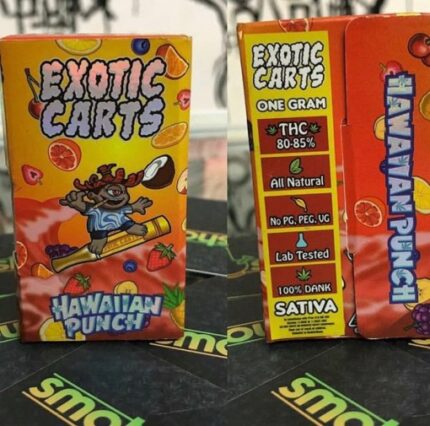 EXOTIC
CARTS
HAWAIIAN
PUNCH
EXOTIC
CARTS
ONE GRAM
THC
80-85%
All Natural
No PG, PEG, VG
Lab Tested
100% DANK
SATIVA
HAWAIIAN PUNCH
smo
smo